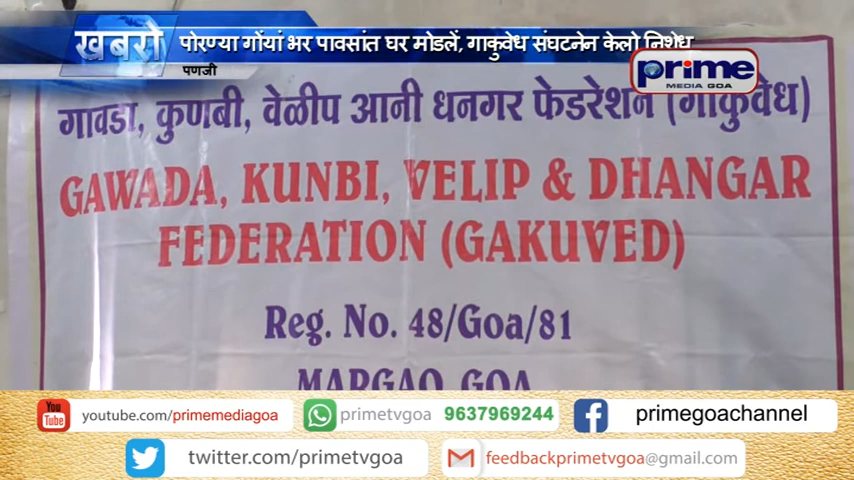 खबरो
पोरण्या गोंयां भर पावसांत घर मोडलें, गाकुवेध संघटनेन केलो निशेध
पणजी
prime
MEDIA GOA
गावडा, कुणबी, वेळीप आनी धनगर फेडरेशन (गाकुवेध)
GAWADA, KUNBI, VELIP & DHANGAR
FEDERATION (GAKUVED)
Reg. No. 48/Goa/81
MARGAO, GOA
You Tube youtube.com/primemediagoa primetvgoa 9637969244 primegoachannel
twitter.com/primetvgoa feedbackprimetvgoa@gmail.com